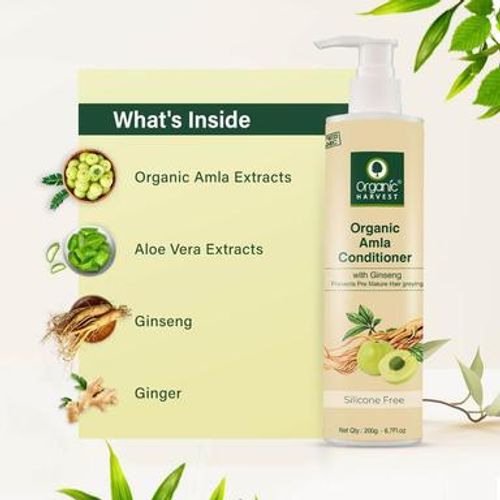 What's Inside
Organic Amla Extracts
Aloe Vera Extracts
Ginseng
Ginger
Organic®
HARVEST
Organic
Amla
Conditioner
with Ginseng
Prevents Pre Mature Hair greying
Silicone Free
Net Qty.: 200g - 6.7Fl.oz